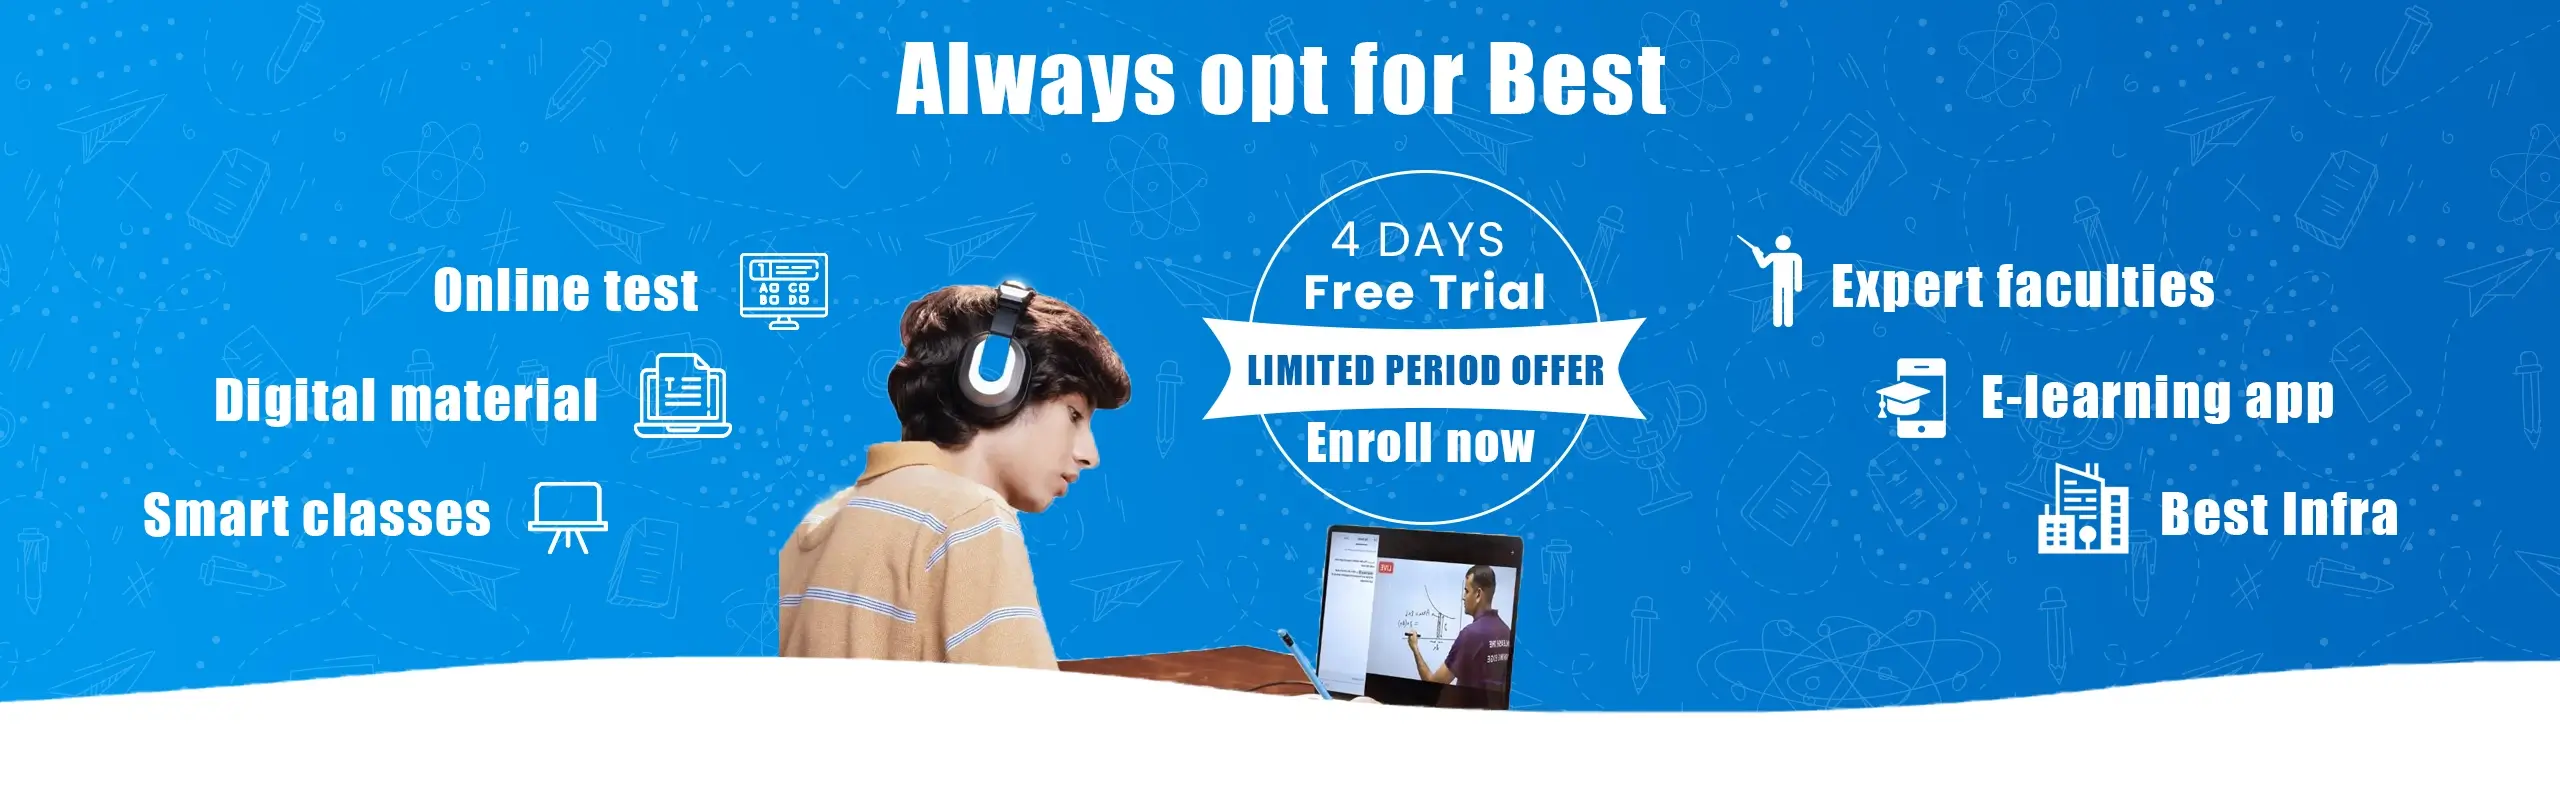 Always opt for Best
Online test
Digital material
Smart classes
4 DAYS
Free Trial
LIMITED PERIOD OFFER
Enroll now
Expert faculties
E-learning app
Best Infra